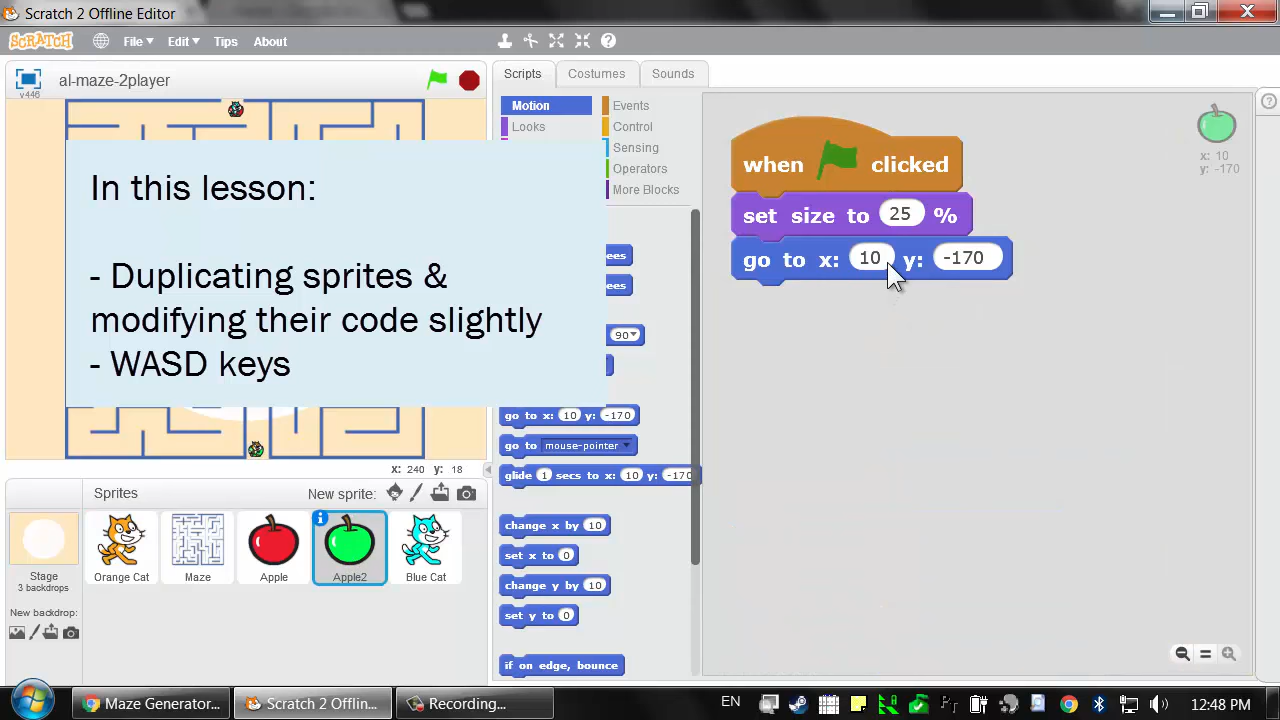 Scratch 2 Offline Editor
SCRATCH File Edit Tips About
v446
al-maze-2player
Scripts Costumes Sounds
Motion Events
Looks Control
Sensing
Operators
More Blocks
In this lesson:
- Duplicating sprites &
modifying their code slightly
- WASD keys
when clicked
set size to 25 %
go to x: 10 y: -170
x: 10
y: -170
ees
ees
90
go to x: 10 y: -170
go to mouse-pointer
glide 1 secs to x: 10 y: -170
change x by 10
set x to 0
change y by 10
set y to 0
if on edge, bounce
x: 240 y: 18
Sprites New sprite:
Stage
3 backdrops
New backdrop:
Orange Cat Maze Apple Apple2 Blue Cat
Maze Generator... Scratch 2 Offlin... Recording... EN 12:48 PM